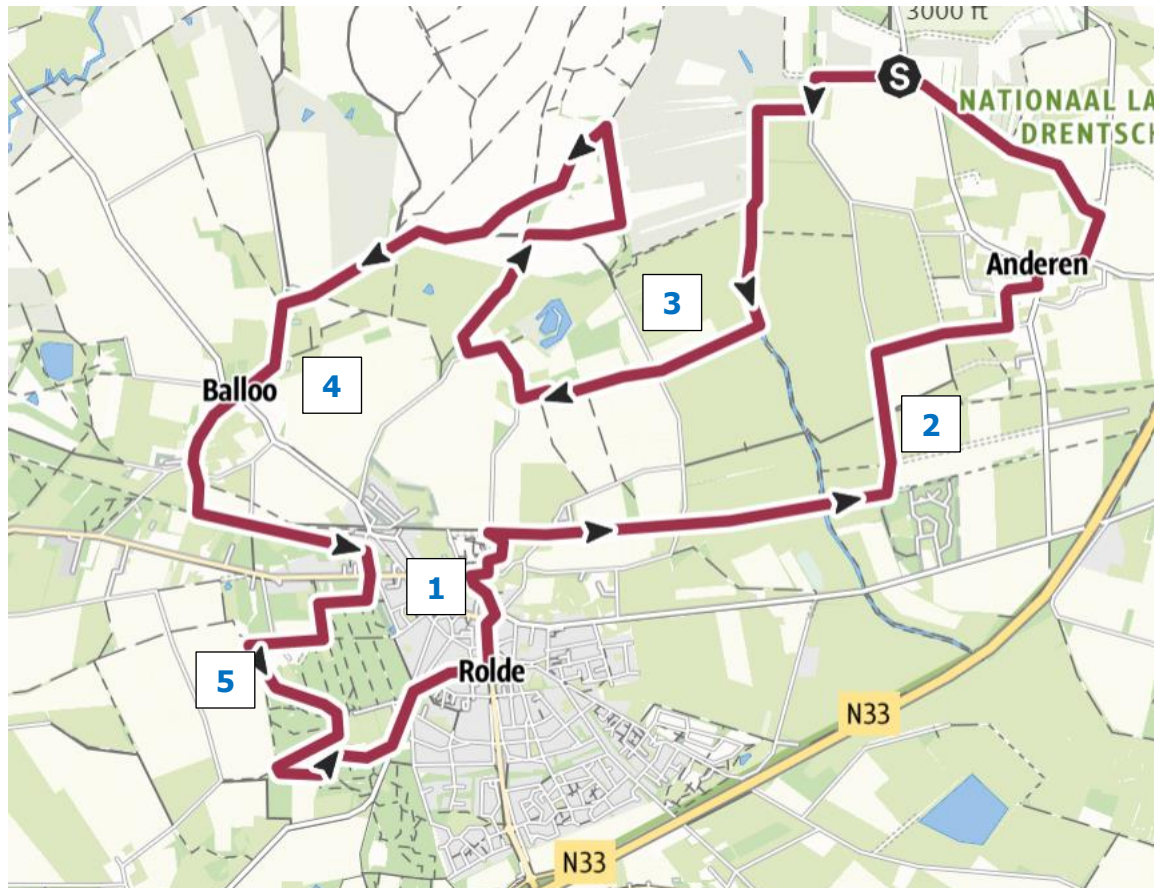 3000 ft
S
NATIONAAL LA
DRENTSCH
Anderen
3
Balloo
4
2
1
Rolde
5
N33
N33